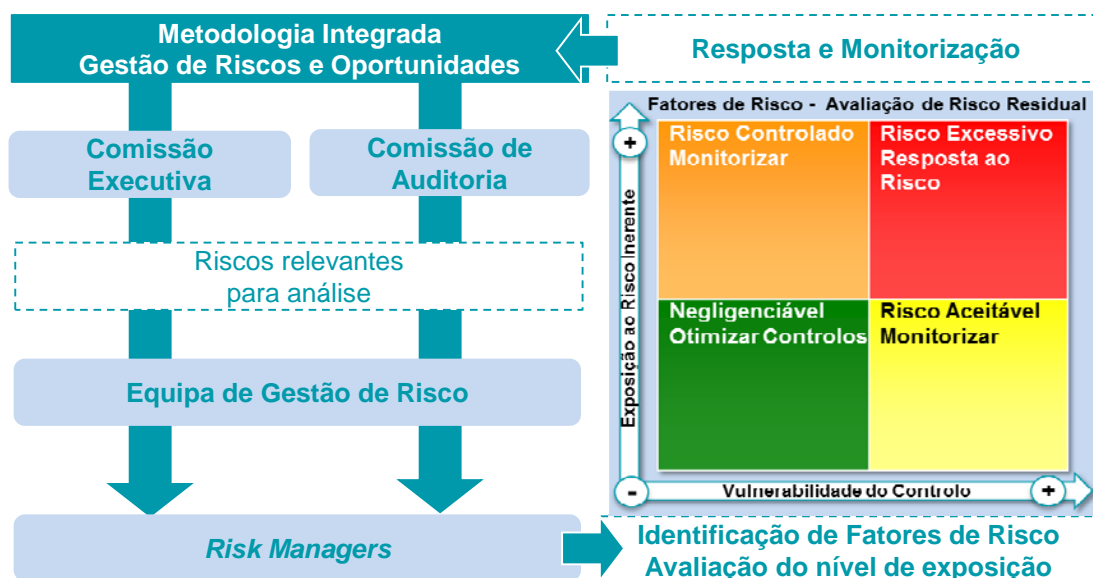 Metodologia Integrada
Gestão de Riscos e Oportunidades
Resposta e Monitorização
Comissão
Executiva
Comissão de
Auditoria
Riscos relevantes
para análise
Equipa de Gestão de Risco
Risk Managers
Fatores de Risco - Avaliação de Risco Residual
+
Exposição ao Risco Inerente
Risco Controlado
Monitorizar
Risco Excessivo
Resposta ao
Risco
Negligenciável
Otimizar Controlos
Risco Aceitável
Monitorizar
-
Vulnerabilidade do Controlo
+
Identificação de Fatores de Risco
Avaliação do nível de exposição